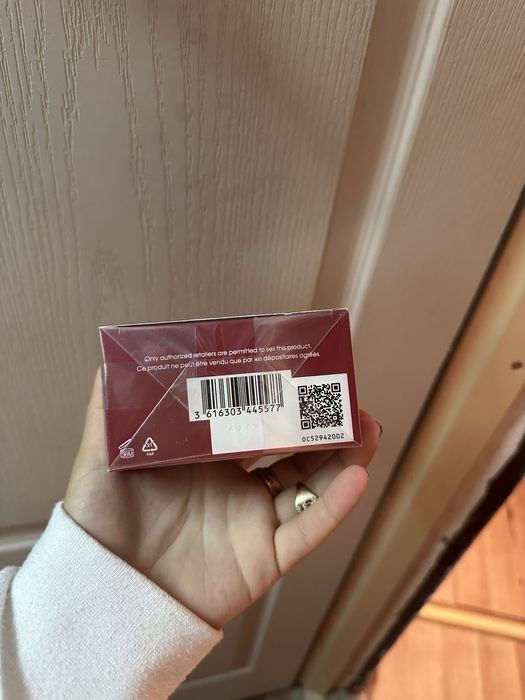 Only authorized retailers are permitted to sell this product.
Ce produit ne peut être vendu que par les dépositaires agréés.
3 616303 445577
0C52942002
PAP